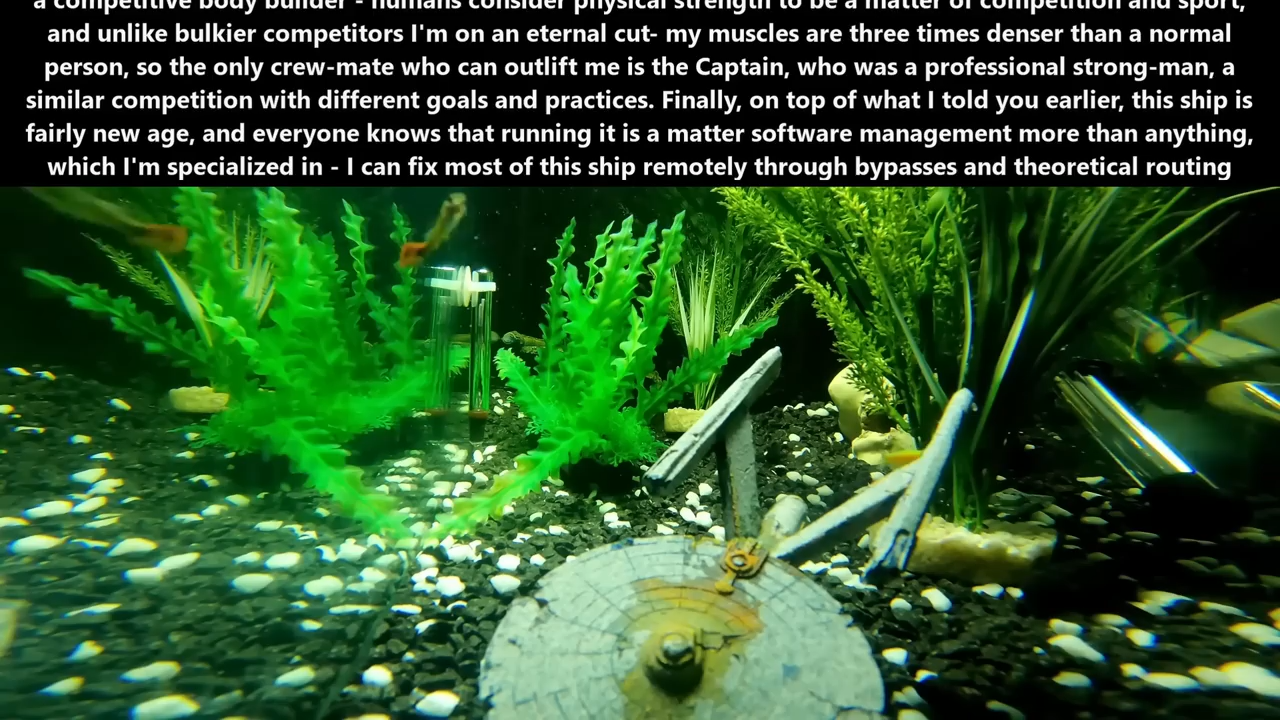 a competitive body builder - humans consider physical strength to be a matter of competition and sport,
and unlike bulkier competitors I'm on an eternal cut- my muscles are three times denser than a normal
person, so the only crew-mate who can outlift me is the Captain, who was a professional strong-man, a
similar competition with different goals and practices. Finally, on top of what I told you earlier, this ship is
fairly new age, and everyone knows that running it is a matter software management more than anything,
which I'm specialized in - I can fix most of this ship remotely through bypasses and theoretical routing